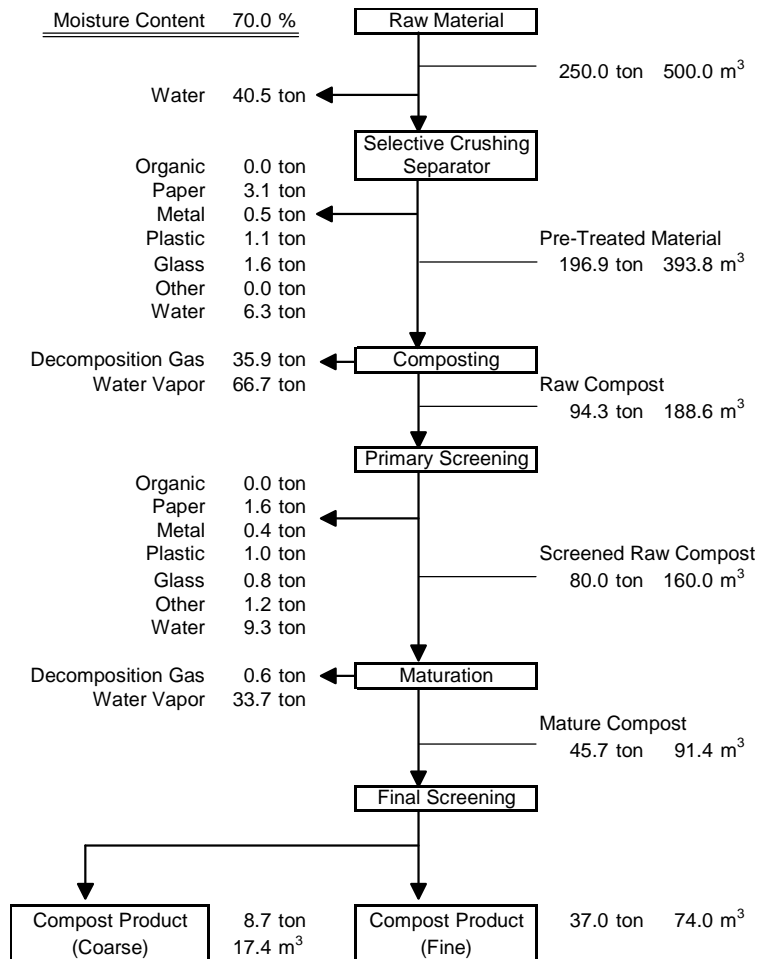 Moisture Content 70.0 %
Raw Material
250.0 ton 500.0 m³
Water 40.5 ton
Selective Crushing
Separator
Organic 0.0 ton
Paper 3.1 ton
Metal 0.5 ton
Plastic 1.1 ton
Glass 1.6 ton
Other 0.0 ton
Water 6.3 ton
Pre-Treated Material
196.9 ton 393.8 m³
Decomposition Gas 35.9 ton
Water Vapor 66.7 ton
Composting
Raw Compost
94.3 ton 188.6 m³
Primary Screening
Organic 0.0 ton
Paper 1.6 ton
Metal 0.4 ton
Plastic 1.0 ton
Glass 0.8 ton
Other 1.2 ton
Water 9.3 ton
Screened Raw Compost
80.0 ton 160.0 m³
Decomposition Gas 0.6 ton
Water Vapor 33.7 ton
Maturation
Mature Compost
45.7 ton 91.4 m³
Final Screening
Compost Product
(Coarse)
8.7 ton
17.4 m³
Compost Product
(Fine)
37.0 ton 74.0 m³